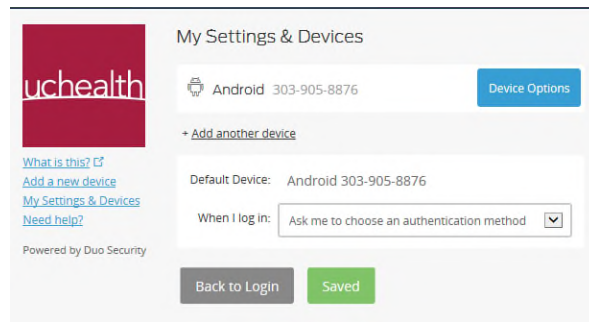 My Settings & Devices
uchealth
Android 303-905-8876
Device Options
+ Add another device
What is this?
Add a new device
My Settings & Devices
Need help?
Powered by Duo Security
Default Device: Android 303-905-8876
When I log in: Ask me to choose an authentication method
Back to Login
Saved